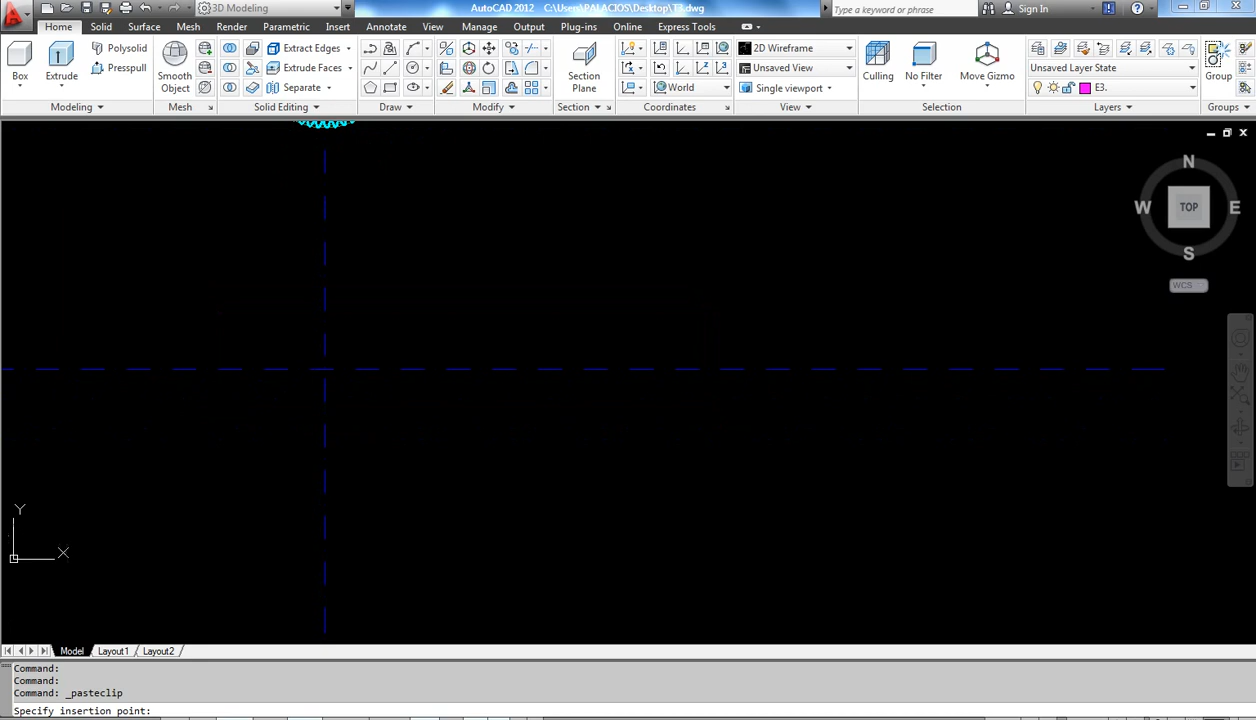 3D Modeling
AutoCAD 2012 C:\Users\PALACIOS\Desktop\T3.dwg
Type a keyword or phrase
Sign In
Home Solid Surface Mesh Render Parametric Insert Annotate View Manage Output Plug-ins Online Express Tools
Box
Extrude
Polysolid
Presspull
Modeling
Smooth
Object
Mesh
Extract Edges
Extrude Faces
Separate
Solid Editing
Draw
Modify
Section
Plane
Section
World
Coordinates
2D Wireframe
Unsaved View
Single viewport
View
Culling
No Filter
Move Gizmo
Selection
Unsaved Layer State
E3.
Layers
Group
Groups
N
W
TOP
E
S
WCS
Y
X
Model Layout1 Layout2
Command:
Command:
Command: _pasteclip
Specify insertion point: